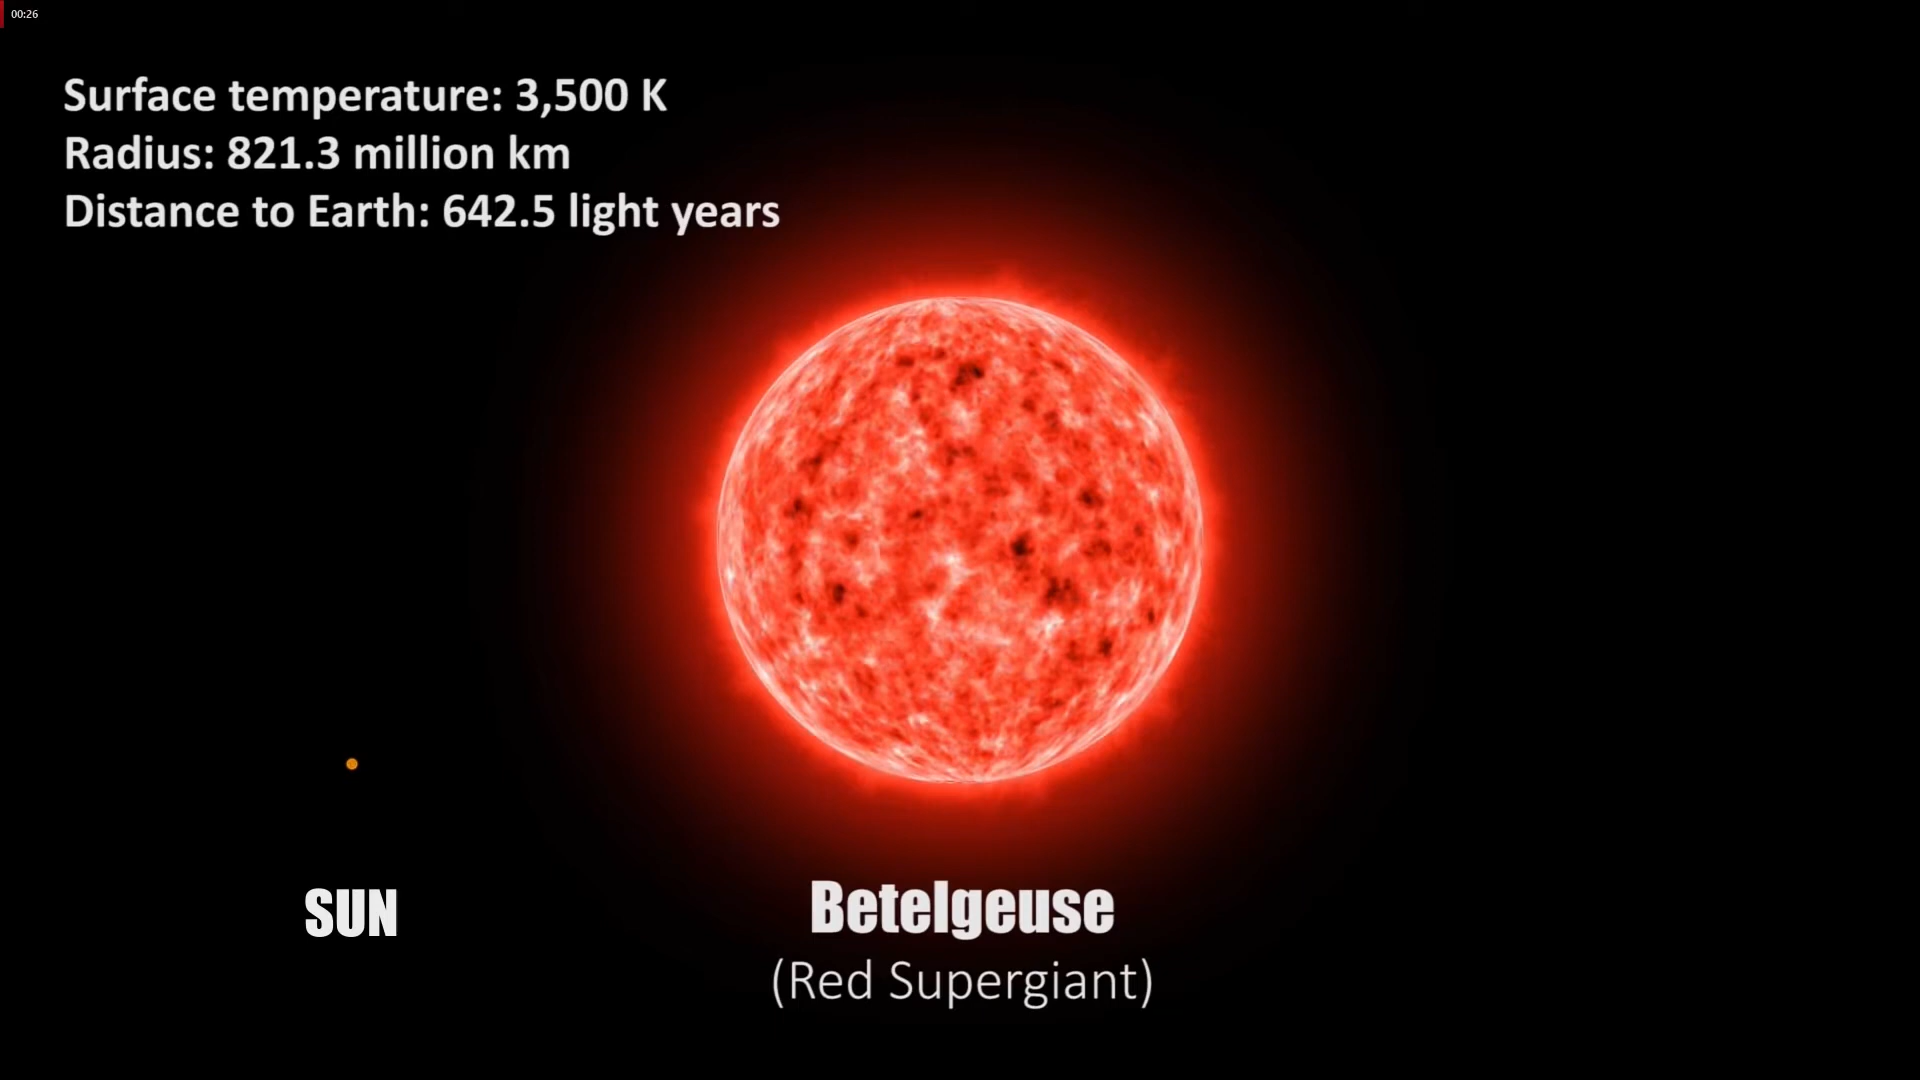 00:26
Surface temperature: 3,500 K
Radius: 821.3 million km
Distance to Earth: 642.5 light years
SUN
Betelgeuse
(Red Supergiant)